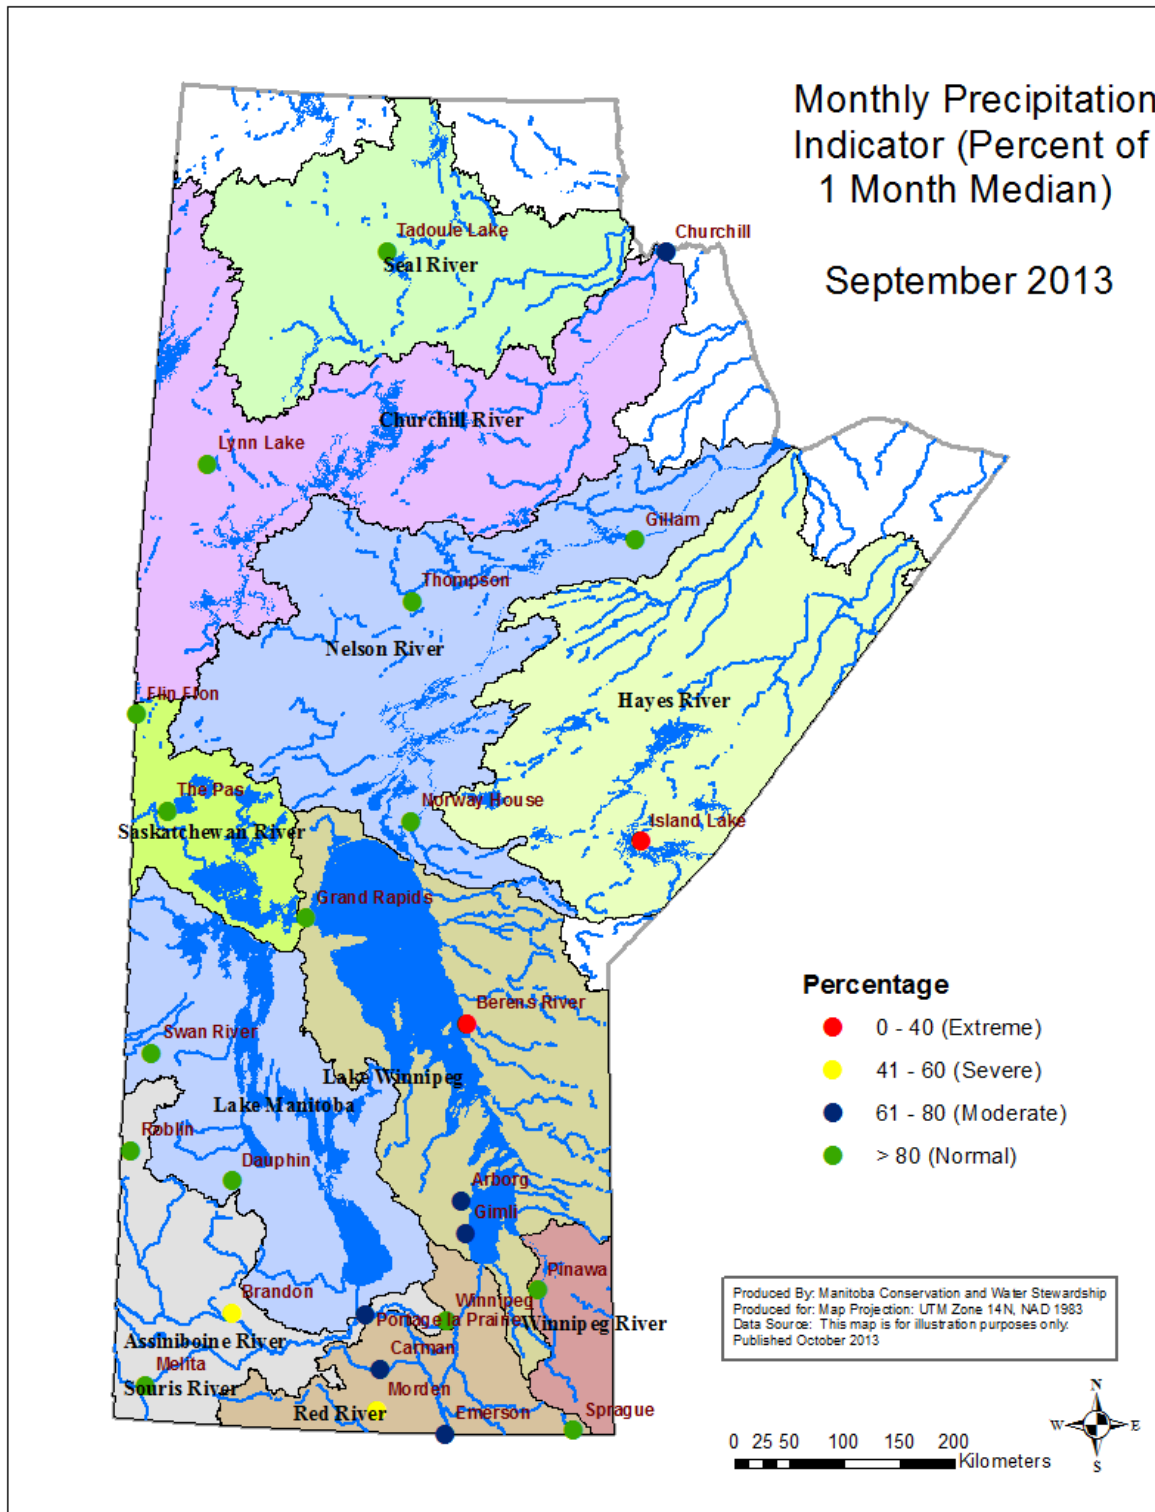 Monthly Precipitation
Indicator (Percent of
1 Month Median)
September 2013
Churchill
Tadoule Lake
Seal River
Churchill River
Lynn Lake
Gillam
Thompson
Nelson River
Hayes River
Flin Flon
The Pas
Saskatchewan River
Norway House
Island Lake
Grand Rapids
Berens River
Swan River
Lake Winnipeg
Lake Manitoba
Roblin
Dauphin
Arborg
Gimli
Pinawa
Brandon
Winnipeg
Portage la Prairie
Winnipeg River
Assiniboine River
Carman
Melita
Souris River
Morden
Red River
Emerson
Sprague
Percentage
0 - 40 (Extreme)
41 - 60 (Severe)
61 - 80 (Moderate)
> 80 (Normal)
Produced By: Manitoba Conservation and Water Stewardship
Produced for: Map Projection: UTM Zone 14N, NAD 1983
Data Source: This map is for illustration purposes only.
Published October 2013
N
W E
S
0 25 50 100 150 200
Kilometers